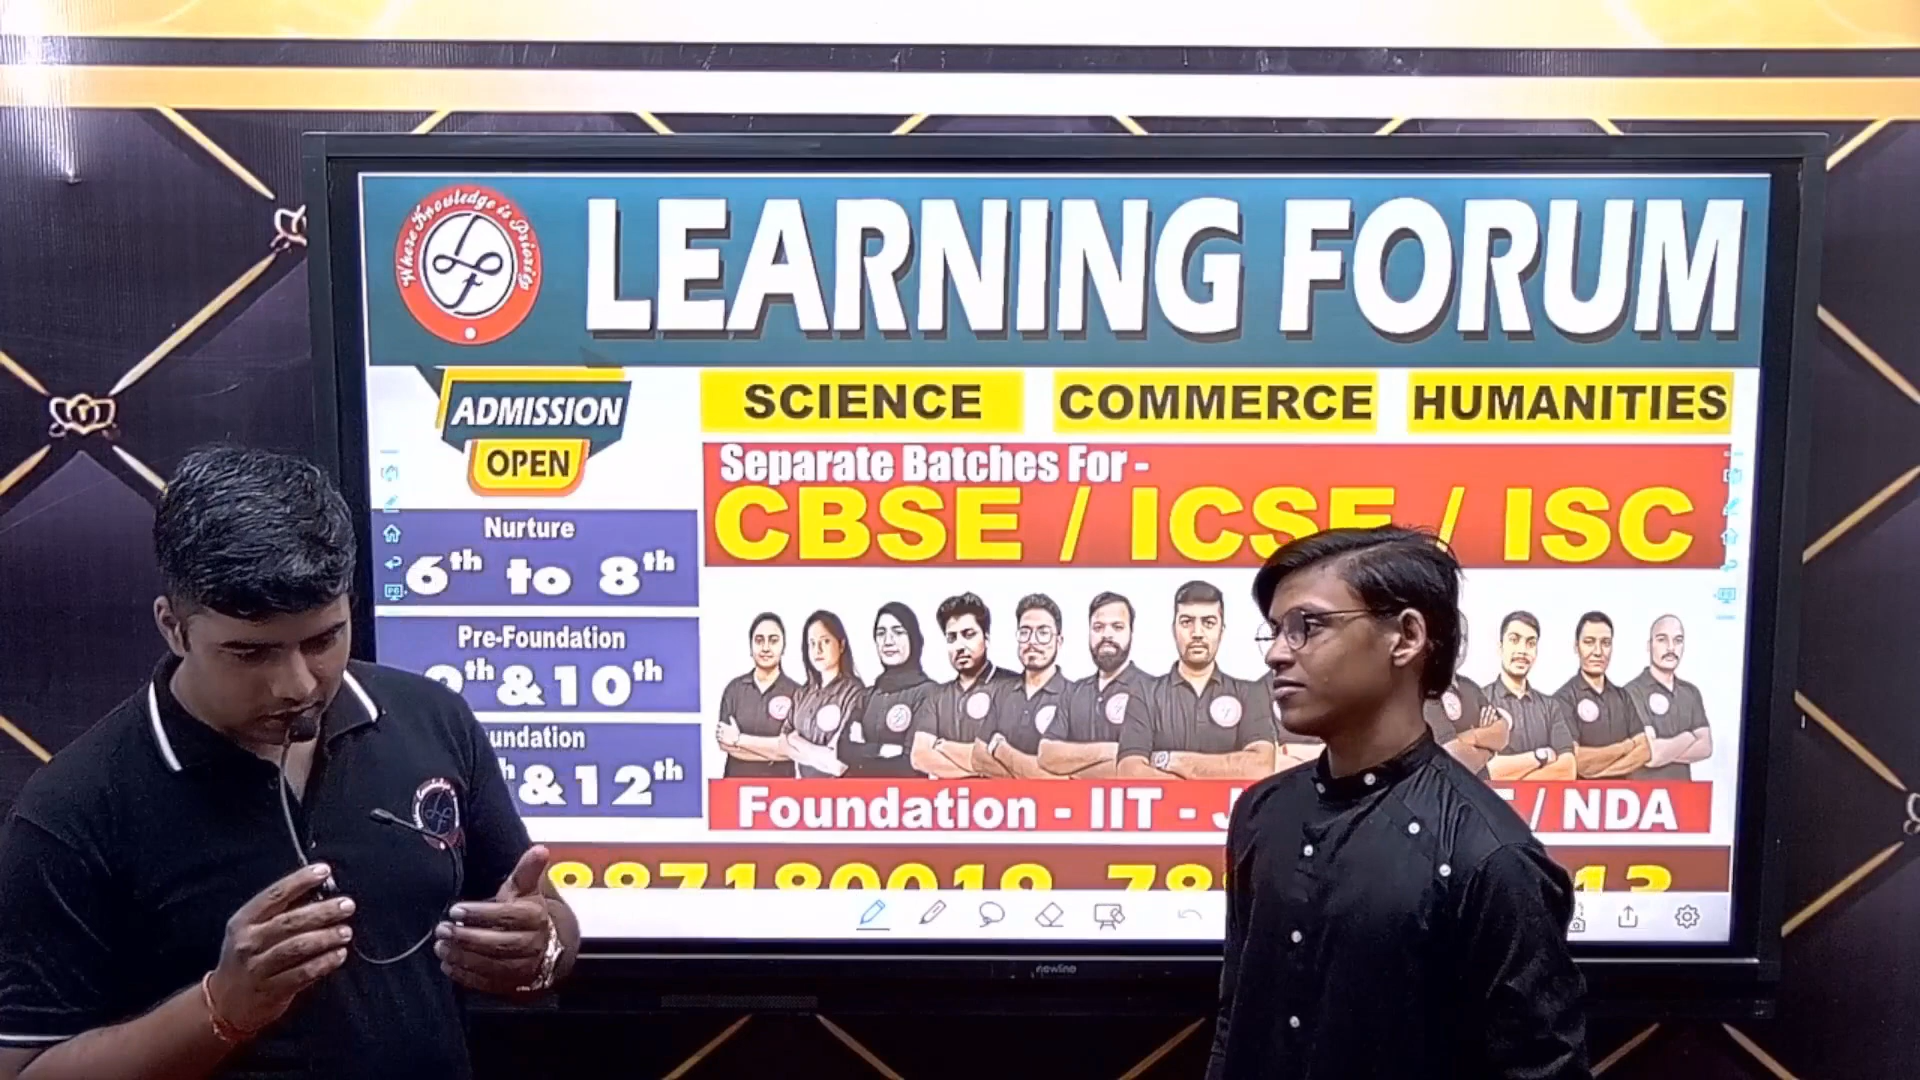 Where Knowledge is Priority
LEARNING FORUM
ADMISSION
OPEN
SCIENCE COMMERCE HUMANITIES
Separate Batches For -
CBSE / ICSE / ISC
Nurture
6th to 8th
Pre-Foundation
&10th
&12th
Foundation - IIT - / NDA
newline